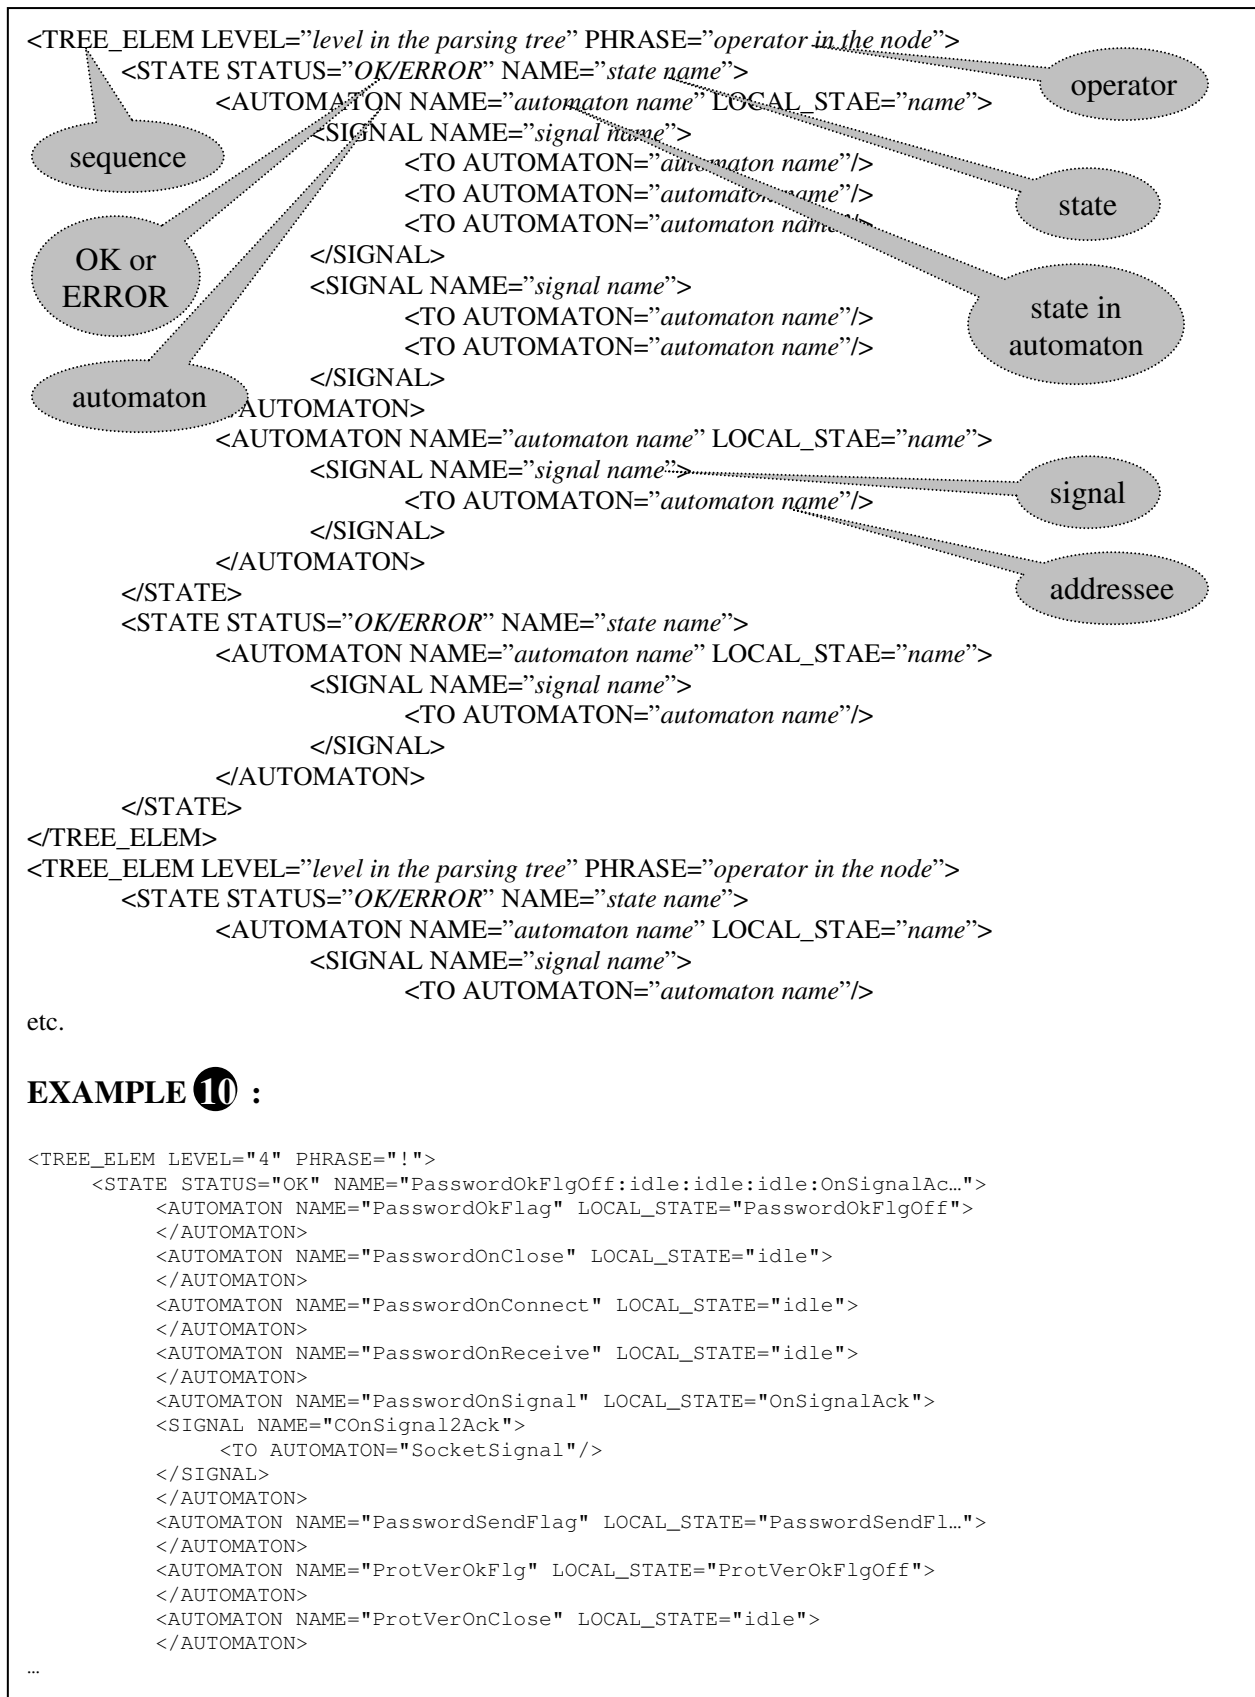 <TREE_ELEM LEVEL=”level in the parsing tree” PHRASE=”operator in the node”>
<STATE STATUS=”OK/ERROR” NAME=”state name”>
operator
<AUTOMATON NAME=”automaton name” LOCAL_STAE=”name”>
<SIGNAL NAME=”signal name”>
sequence
<TO AUTOMATON=”automaton name”/>
<TO AUTOMATON=”automaton name”/>
state
<TO AUTOMATON=”automaton name”/>
OK or
ERROR
</SIGNAL>
<SIGNAL NAME=”signal name”>
<TO AUTOMATON=”automaton name”/>
state in
automaton
<TO AUTOMATON=”automaton name”/>
</SIGNAL>
automaton
/AUTOMATON>
<AUTOMATON NAME=”automaton name” LOCAL_STAE=”name”>
<SIGNAL NAME=”signal name”>
signal
<TO AUTOMATON=”automaton name”/>
</SIGNAL>
</AUTOMATON>
addressee
</STATE>
<STATE STATUS=”OK/ERROR” NAME=”state name”>
<AUTOMATON NAME=”automaton name” LOCAL_STAE=”name”>
<SIGNAL NAME=”signal name”>
<TO AUTOMATON=”automaton name”/>
</SIGNAL>
</AUTOMATON>
</STATE>
</TREE_ELEM>
<TREE_ELEM LEVEL=”level in the parsing tree” PHRASE=”operator in the node”>
<STATE STATUS=”OK/ERROR” NAME=”state name”>
<AUTOMATON NAME=”automaton name” LOCAL_STAE=”name”>
<SIGNAL NAME=”signal name”>
<TO AUTOMATON=”automaton name”/>
etc.
EXAMPLE 10 :
<TREE_ELEM LEVEL="4" PHRASE="!">
<STATE STATUS="OK" NAME="PasswordOkFlgOff:idle:idle:idle:OnSignalAc…">
<AUTOMATON NAME="PasswordOkFlag" LOCAL_STATE="PasswordOkFlgOff">
</AUTOMATON>
<AUTOMATON NAME="PasswordOnClose" LOCAL_STATE="idle">
</AUTOMATON>
<AUTOMATON NAME="PasswordOnConnect" LOCAL_STATE="idle">
</AUTOMATON>
<AUTOMATON NAME="PasswordOnReceive" LOCAL_STATE="idle">
</AUTOMATON>
<AUTOMATON NAME="PasswordOnSignal" LOCAL_STATE="OnSignalAck">
<SIGNAL NAME="COnSignal2Ack">
<TO AUTOMATON="SocketSignal"/>
</SIGNAL>
</AUTOMATON>
<AUTOMATON NAME="PasswordSendFlag" LOCAL_STATE="PasswordSendFl…">
</AUTOMATON>
<AUTOMATON NAME="ProtVerOkFlg" LOCAL_STATE="ProtVerOkFlgOff">
</AUTOMATON>
<AUTOMATON NAME="ProtVerOnClose" LOCAL_STATE="idle">
</AUTOMATON>
…